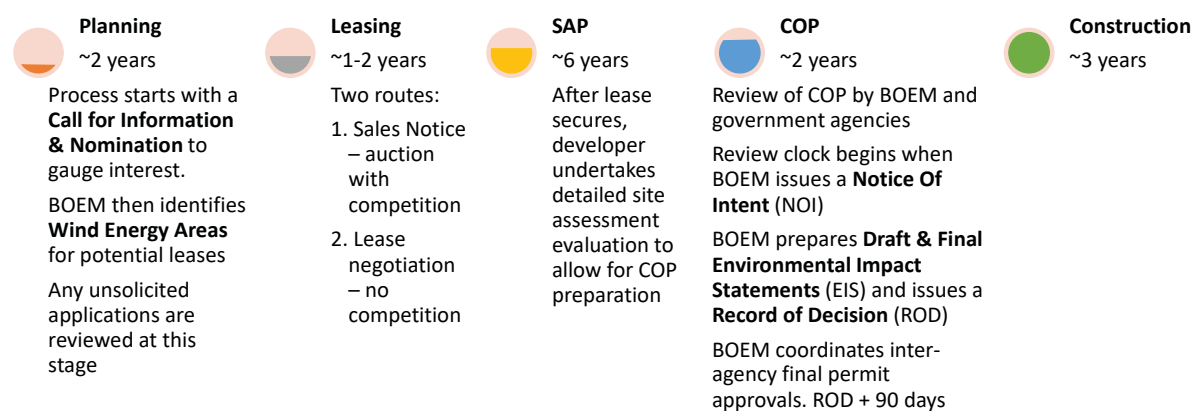 Planning
~2 years
Process starts with a
Call for Information
& Nomination to
gauge interest.
BOEM then identifies
Wind Energy Areas
for potential leases
Any unsolicited
applications are
reviewed at this
stage
Leasing
~1-2 years
Two routes:
1. Sales Notice
– auction
with
competition
2. Lease
negotiation
– no
competition
SAP
~6 years
After lease
secures,
developer
undertakes
detailed site
assessment
evaluation to
allow for COP
preparation
COP
~2 years
Review of COP by BOEM and
government agencies
Review clock begins when
BOEM issues a Notice Of
Intent (NOI)
BOEM prepares Draft & Final
Environmental Impact
Statements (EIS) and issues a
Record of Decision (ROD)
BOEM coordinates inter-
agency final permit
approvals. ROD + 90 days
Construction
~3 years